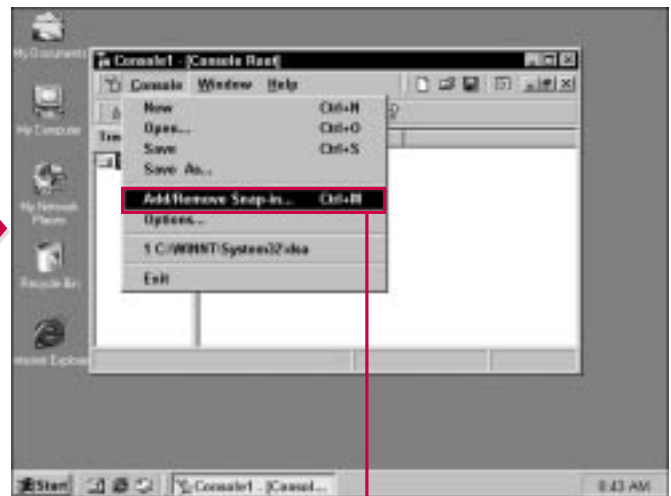 My Documents
Console1 - [Console Root]
Console Window Help
My Computer
New Ctrl+N
Open... Ctrl+O
Save Ctrl+S
Save As...
Add/Remove Snap-in... Ctrl+M
Options...
1 C:\WINNT\System32\dsa
Exit
My Network
Places
Recycle Bin
Internet Explorer
Start
Console1 - [Consol...
8:43 AM